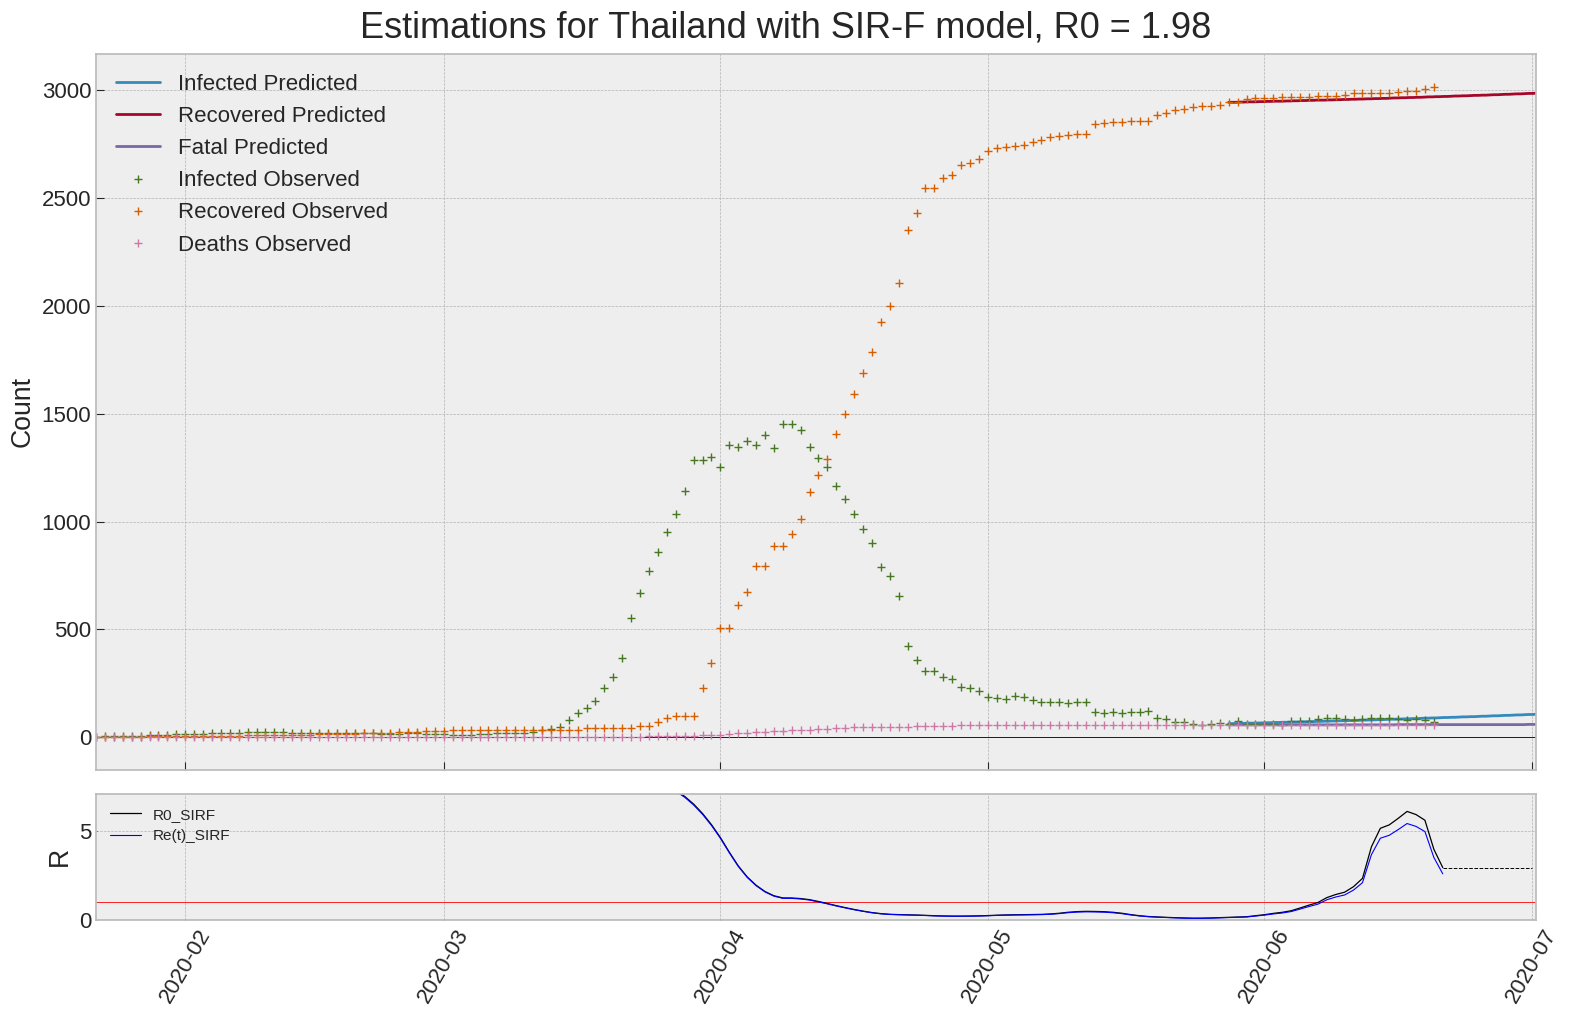 Estimations for Thailand with SIR-F model, R0 = 1.98
Infected Predicted
Recovered Predicted
Fatal Predicted
Infected Observed
Recovered Observed
Deaths Observed
3000
2500
2000
1500
1000
500
0
Count
R0_SIRF
Re(t)_SIRF
5
0
R
2020-02
2020-03
2020-04
2020-05
2020-06
2020-07